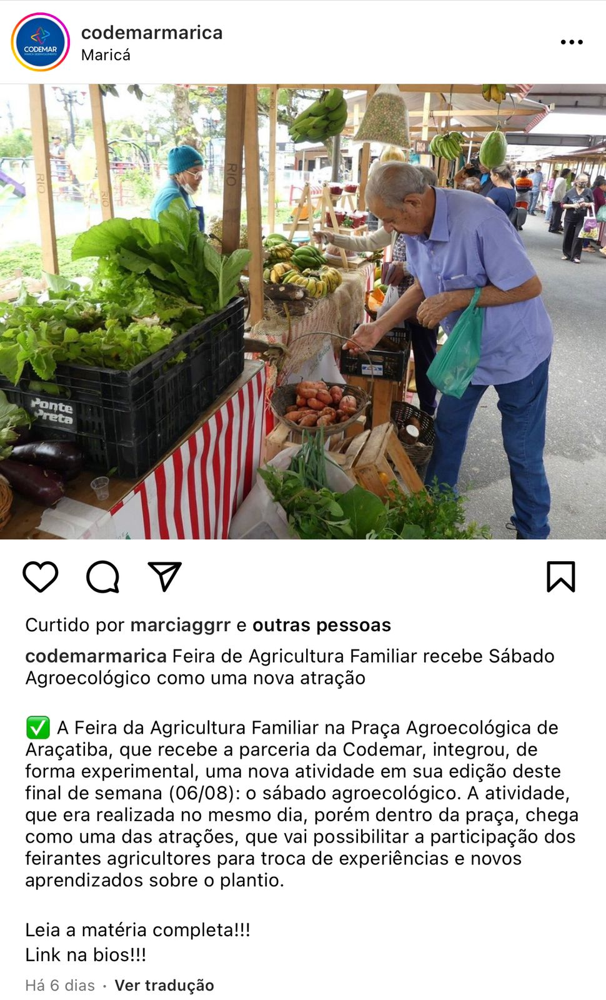 codemarmarica
Maricá
CODEMAR
MARICÁ DESENVOLVIMENTO
RIO
RIO
RIO
RIO
Ponte
Preta
Curtido por marciaggrr e outras pessoas
codemarmarica Feira de Agricultura Familiar recebe Sábado
Agroecológico como uma nova atração
✅ A Feira da Agricultura Familiar na Praça Agroecológica de
Araçatiba, que recebe a parceria da Codemar, integrou, de
forma experimental, uma nova atividade em sua edição deste
final de semana (06/08): o sábado agroecológico. A atividade,
que era realizada no mesmo dia, porém dentro da praça, chega
como uma das atrações, que vai possibilitar a participação dos
feirantes agricultores para troca de experiências e novos
aprendizados sobre o plantio.
Leia a matéria completa!!!
Link na bios!!!
Há 6 dias • Ver tradução